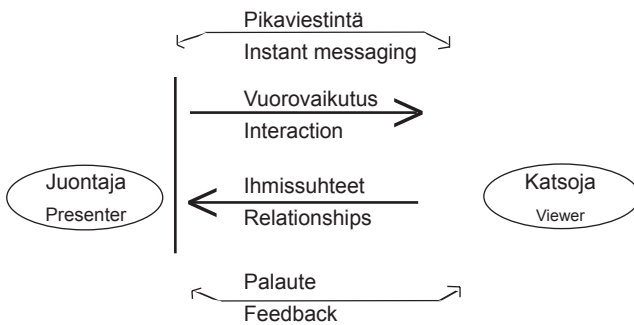 Pikaviestintä
Instant messaging
Vuorovaikutus
Interaction
Juontaja
Presenter
Ihmissuhteet
Relationships
Katsoja
Viewer
Palaute
Feedback